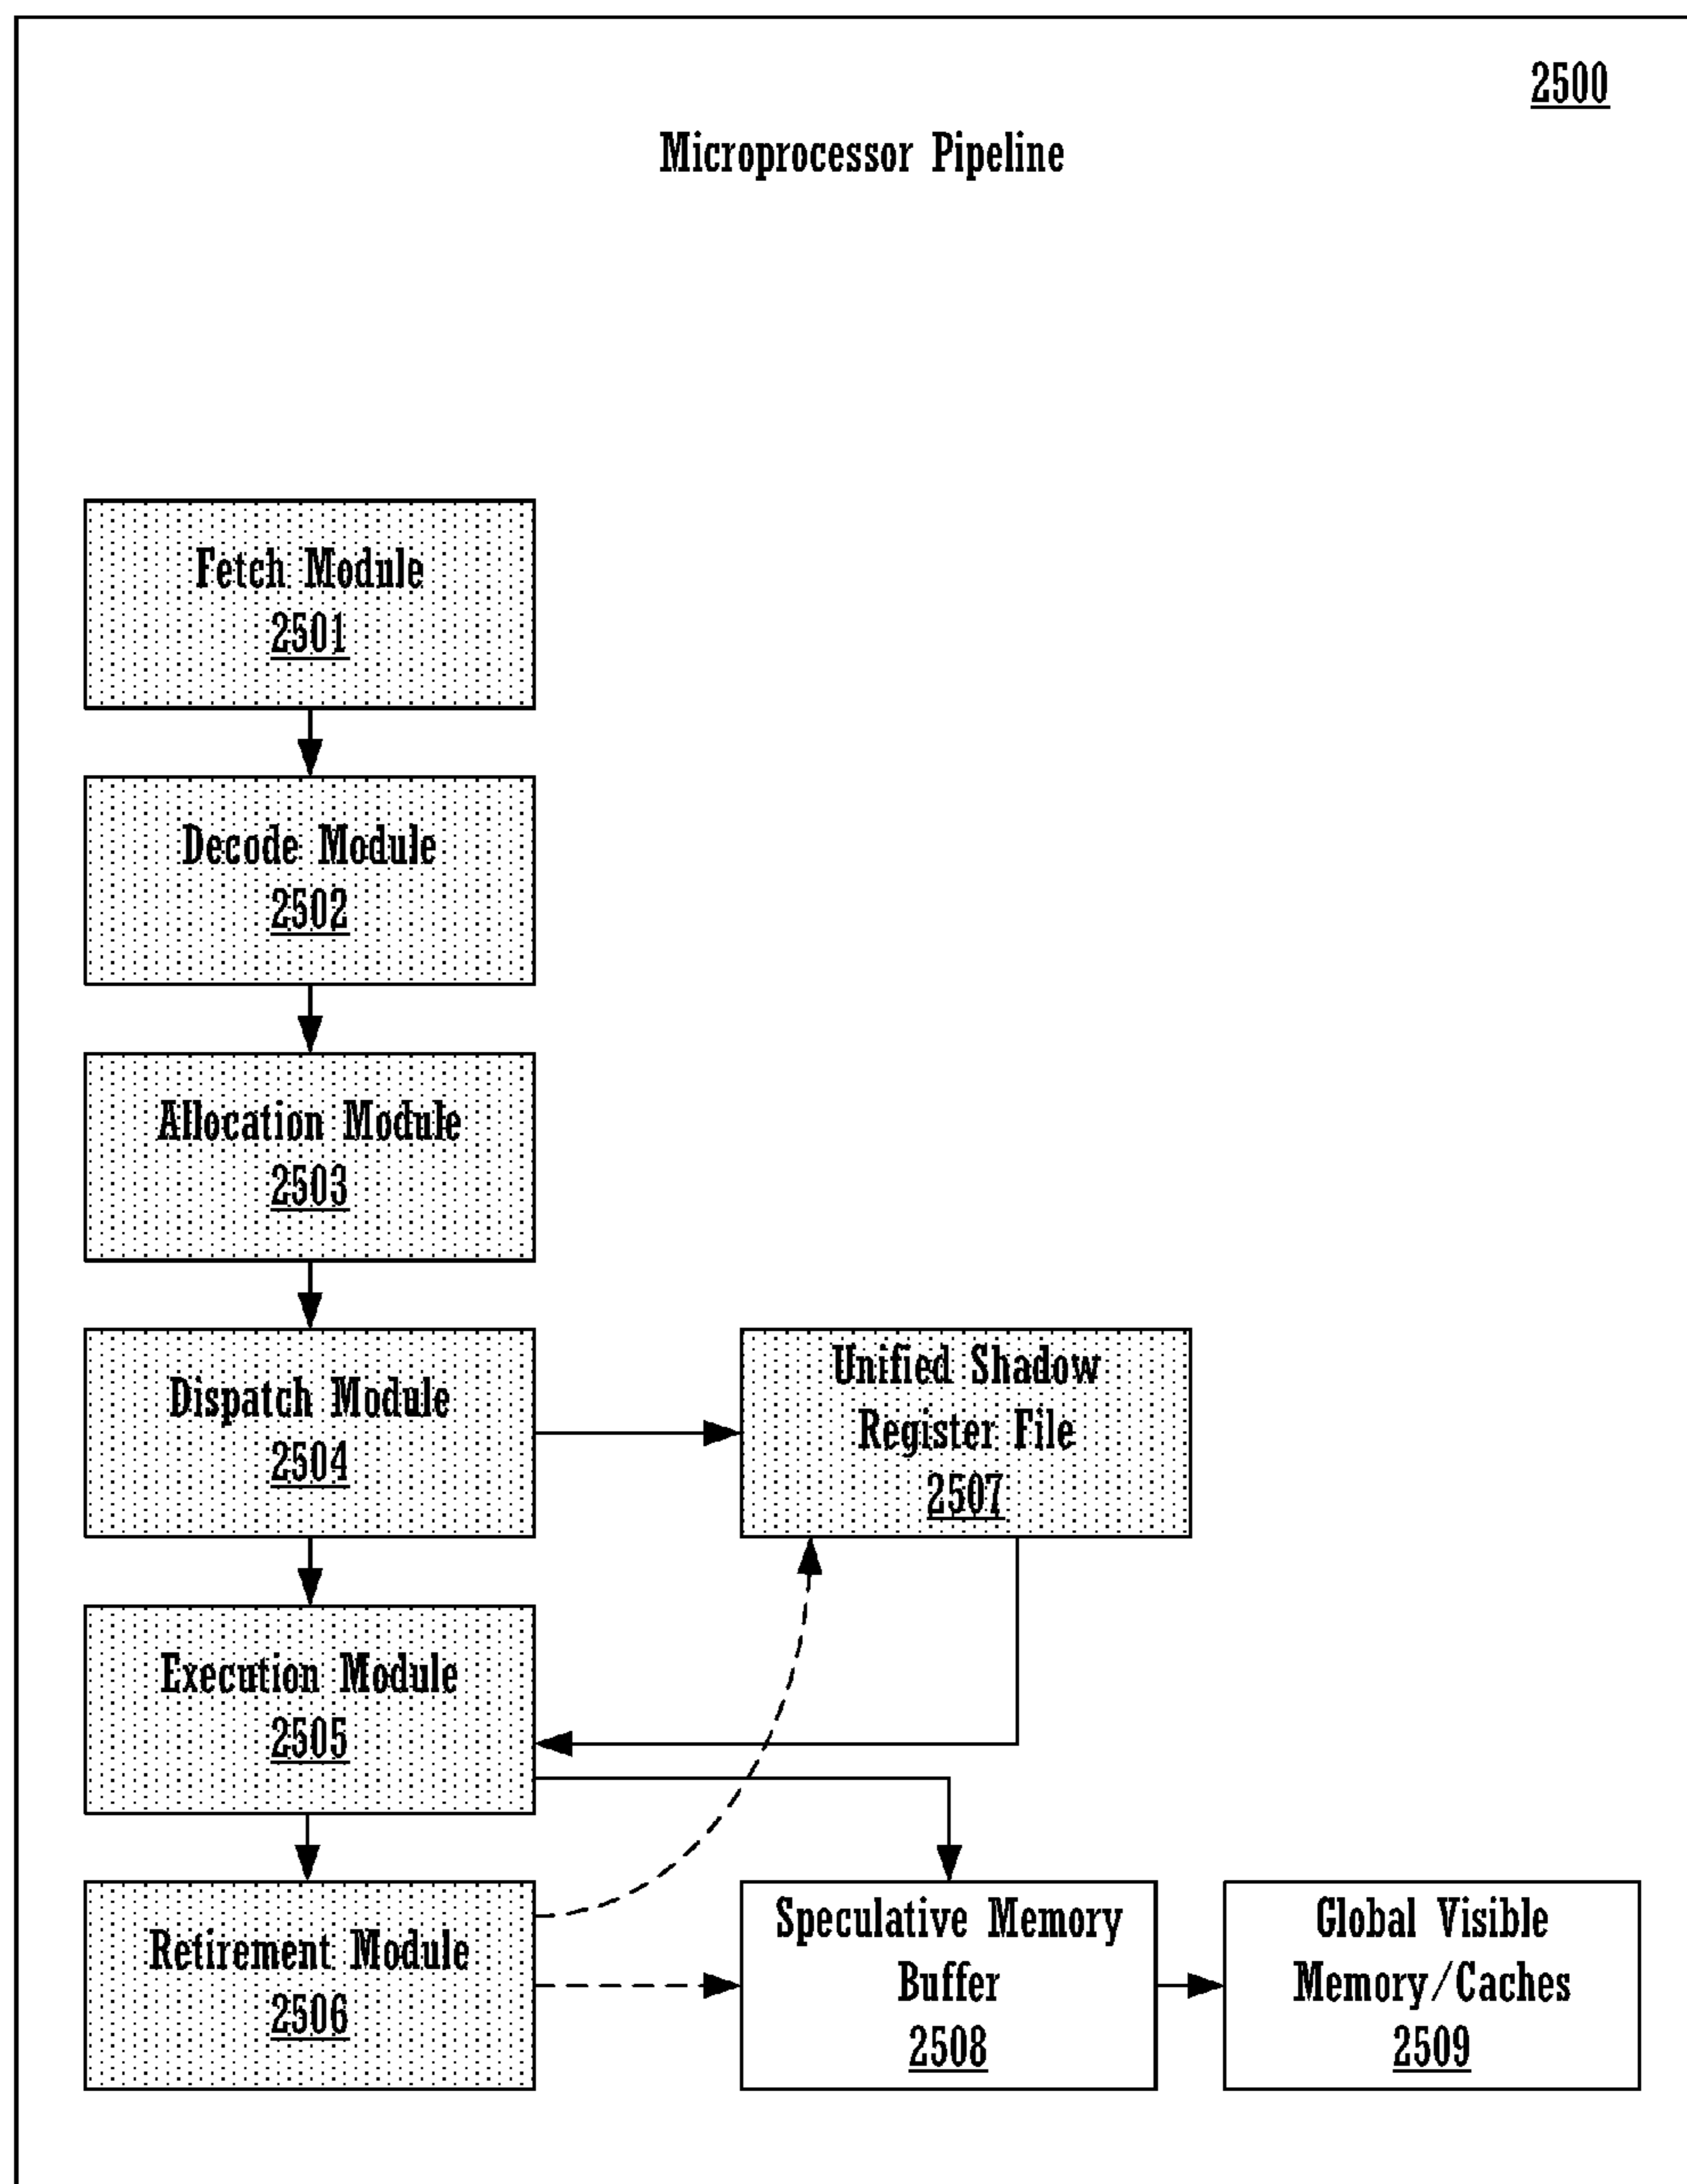 2500
Microprocessor Pipeline
Fetch Module
2501
Decode Module
2502
Allocation Module
2503
Dispatch Module
2504
Unified Shadow
Register File
2507
Execution Module
2505
Retirement Module
2506
Speculative Memory
Buffer
2508
Global Visible
Memory/Caches
2509